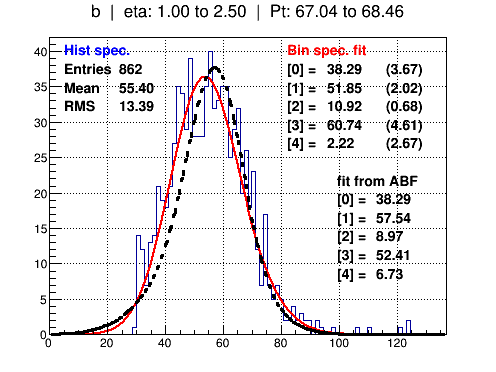 b | eta: 1.00 to 2.50 | Pt: 67.04 to 68.46
Hist spec.
Entries 862
Mean 55.40
RMS 13.39
Bin spec. fit
[0] = 38.29 (3.67)
[1] = 51.85 (2.02)
[2] = 10.92 (0.68)
[3] = 60.74 (4.61)
[4] = 2.22 (2.67)
fit from ABF
[0] = 38.29
[1] = 57.54
[2] = 8.97
[3] = 52.41
[4] = 6.73
40
35
30
25
20
15
10
5
0
0 20 40 60 80 100 120